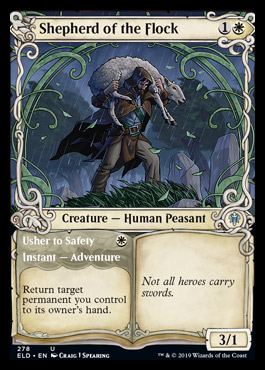 Shepherd of the Flock 1
Creature — Human Peasant
Usher to Safety
Instant — Adventure
Return target
permanent you control
to its owner's hand.
Not all heroes carry
swords.
3/1
278 U
ELD • EN CRAIG J SPEARING
™ & © 2019 Wizards of the Coast